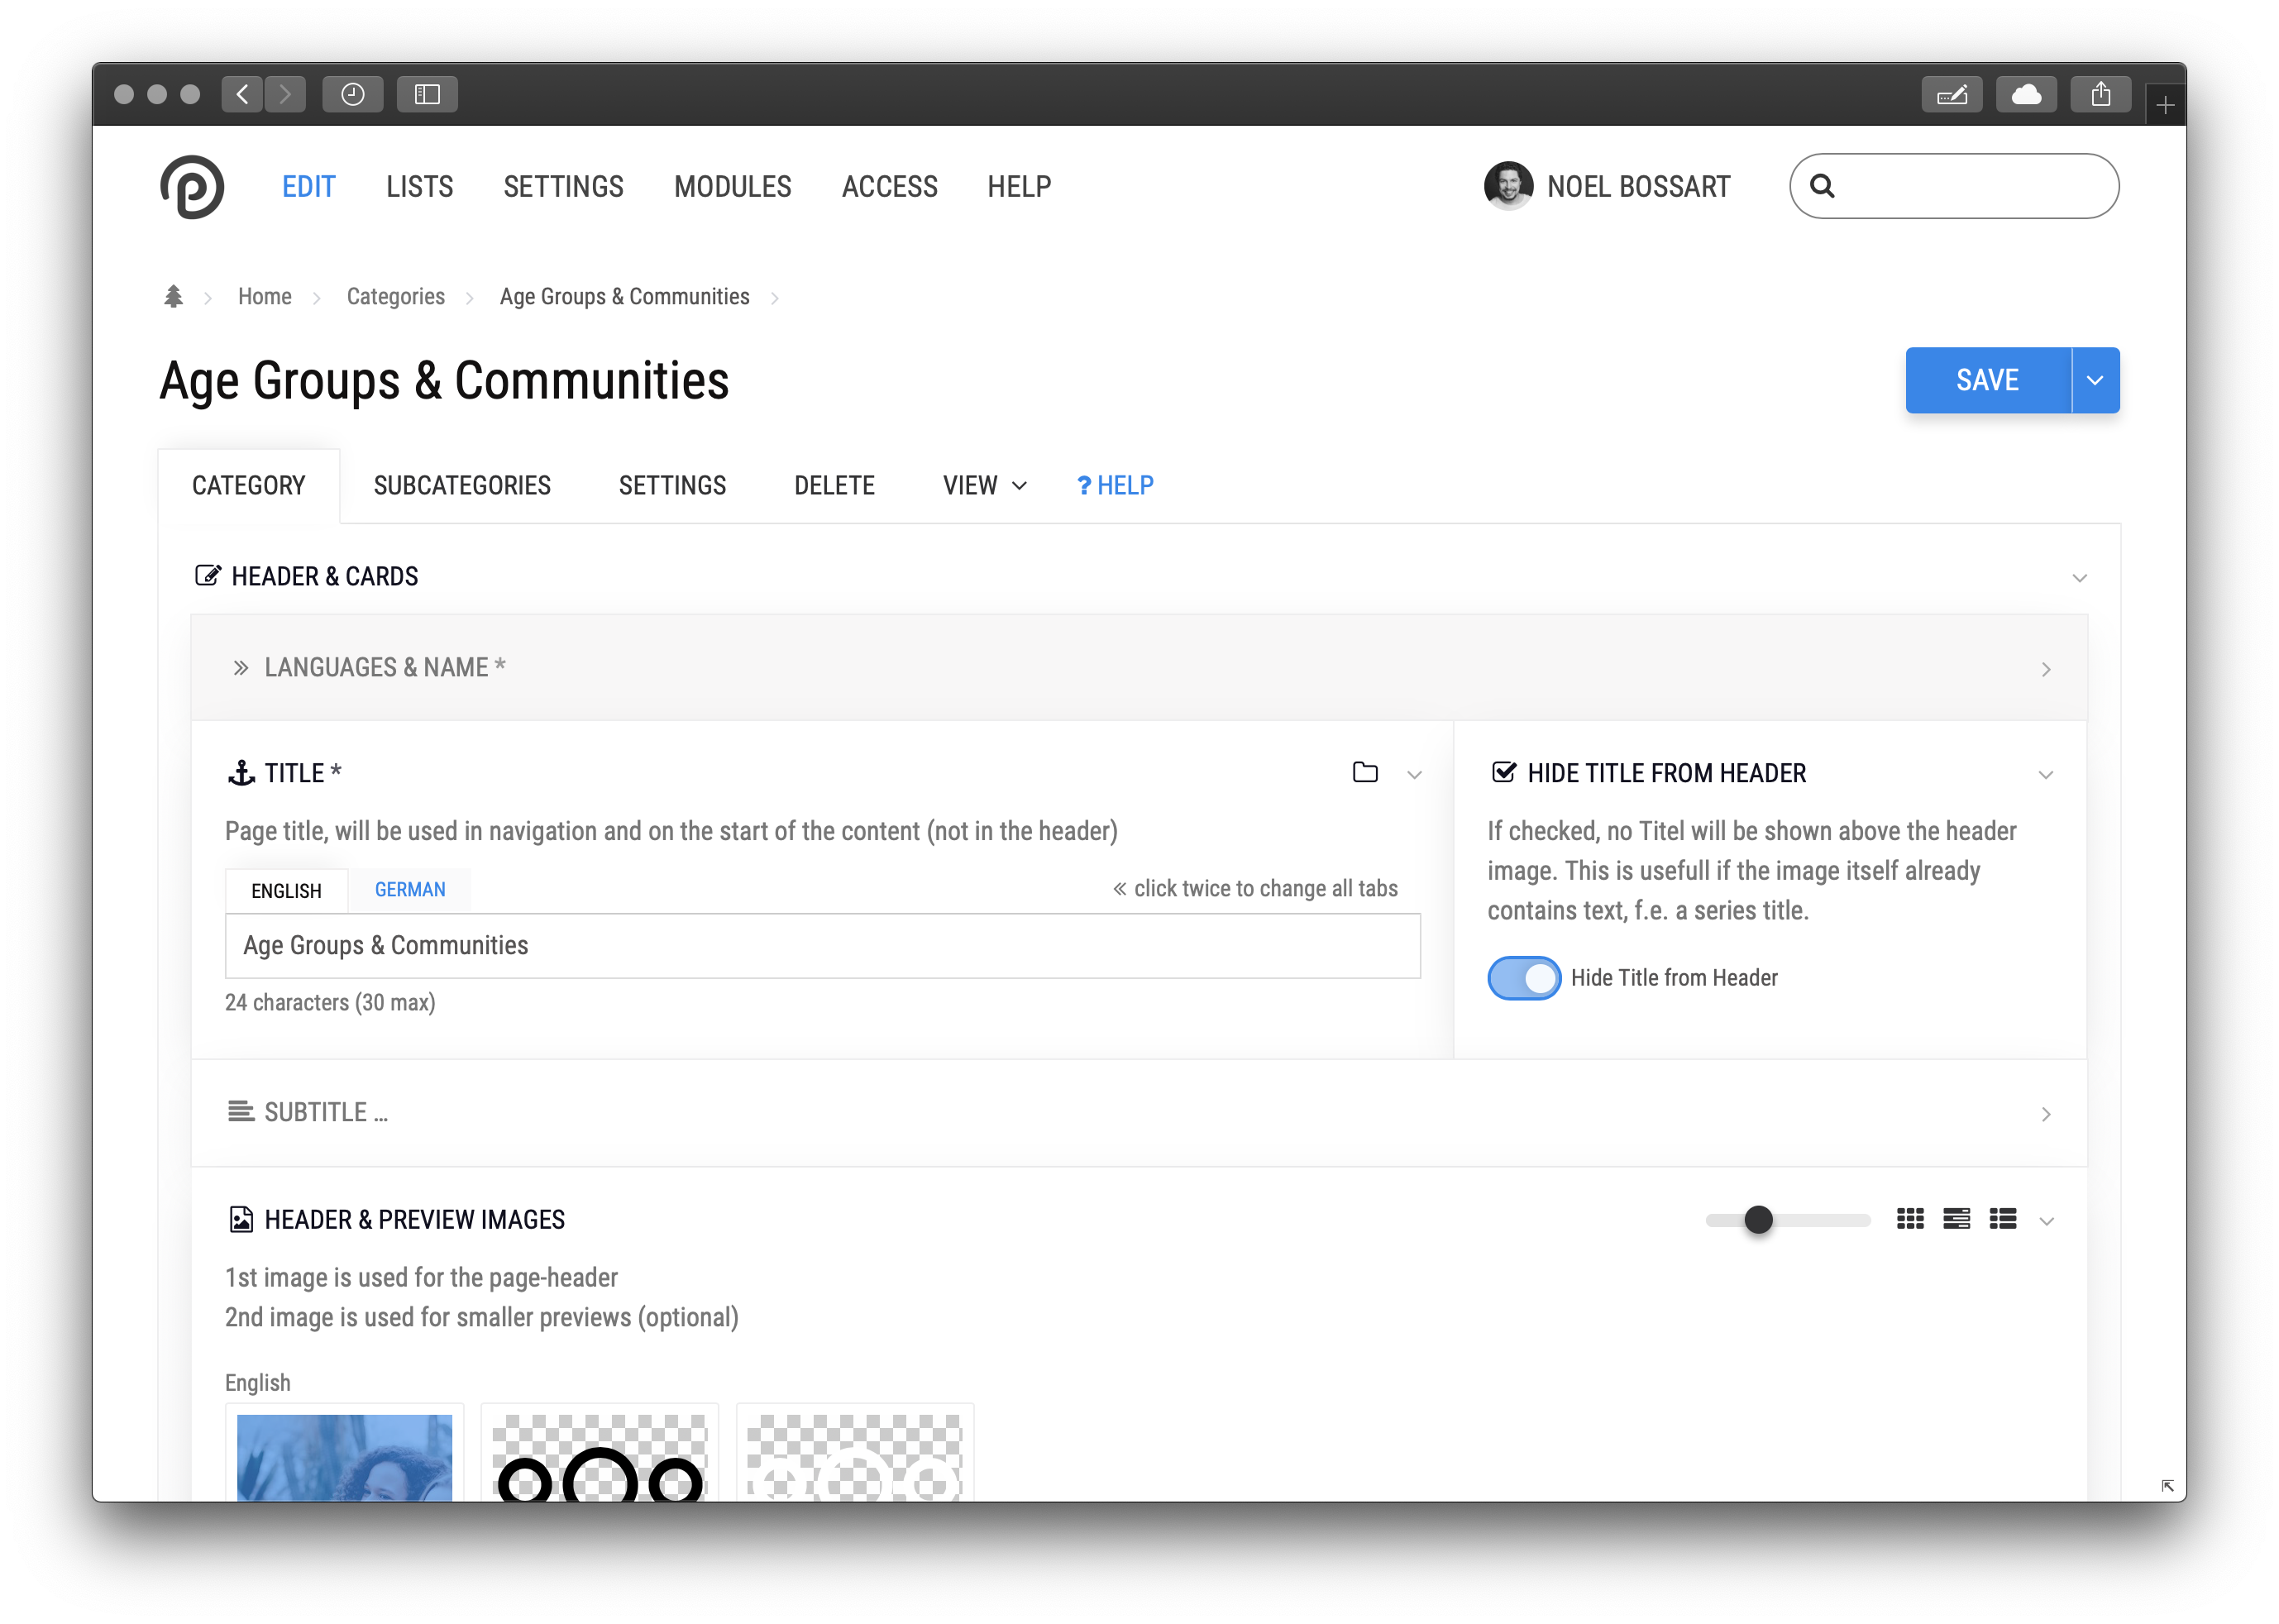 EDIT LISTS SETTINGS MODULES ACCESS HELP NOEL BOSSART
Home Categories Age Groups & Communities
Age Groups & Communities
SAVE
CATEGORY SUBCATEGORIES SETTINGS DELETE VIEW ? HELP
HEADER & CARDS
LANGUAGES & NAME *
TITLE *
Page title, will be used in navigation and on the start of the content (not in the header)
ENGLISH GERMAN « click twice to change all tabs
Age Groups & Communities
24 characters (30 max)
HIDE TITLE FROM HEADER
If checked, no Titel will be shown above the header
image. This is usefull if the image itself already
contains text, f.e. a series title.
Hide Title from Header
SUBTITLE ...
HEADER & PREVIEW IMAGES
1st image is used for the page-header
2nd image is used for smaller previews (optional)
English